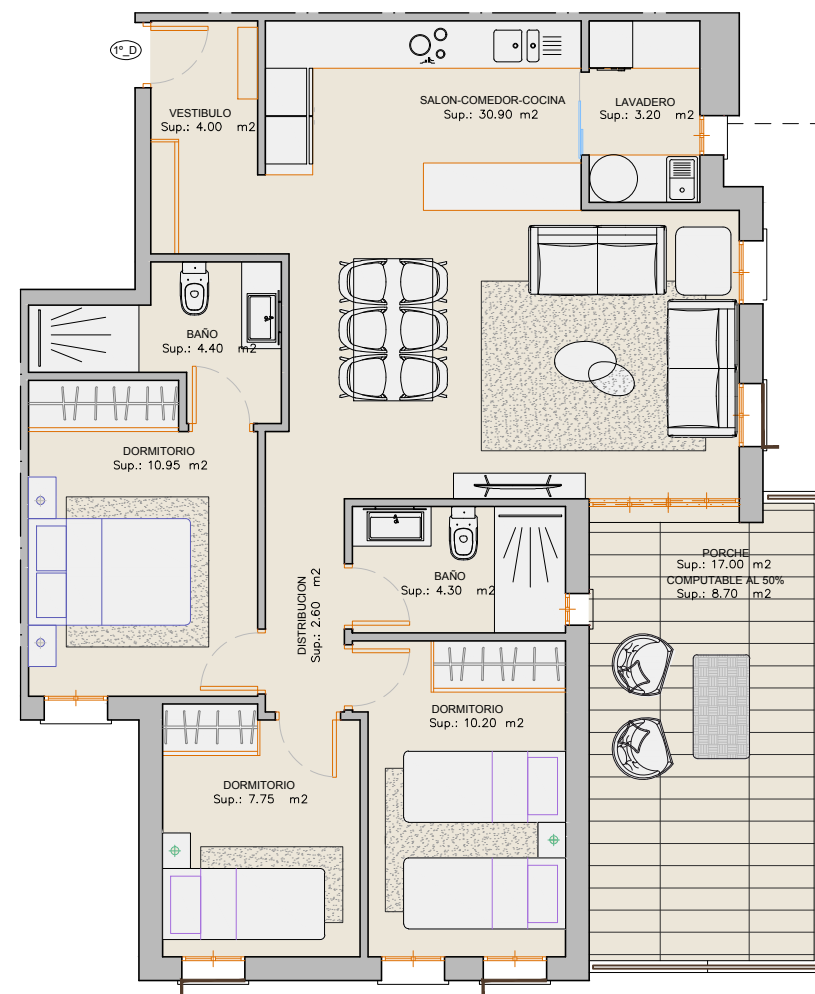 1º_D
VESTIBULO
Sup.: 4.00 m2
SALON-COMEDOR-COCINA
Sup.: 30.90 m2
LAVADERO
Sup.: 3.20 m2
BAÑO
Sup.: 4.40 m2
DORMITORIO
Sup.: 10.95 m2
DISTRIBUCION
Sup.: 2.60 m2
BAÑO
Sup.: 4.30 m2
PORCHE
Sup.: 17.00 m2
COMPUTABLE AL 50%
Sup.: 8.70 m2
DORMITORIO
Sup.: 10.20 m2
DORMITORIO
Sup.: 7.75 m2